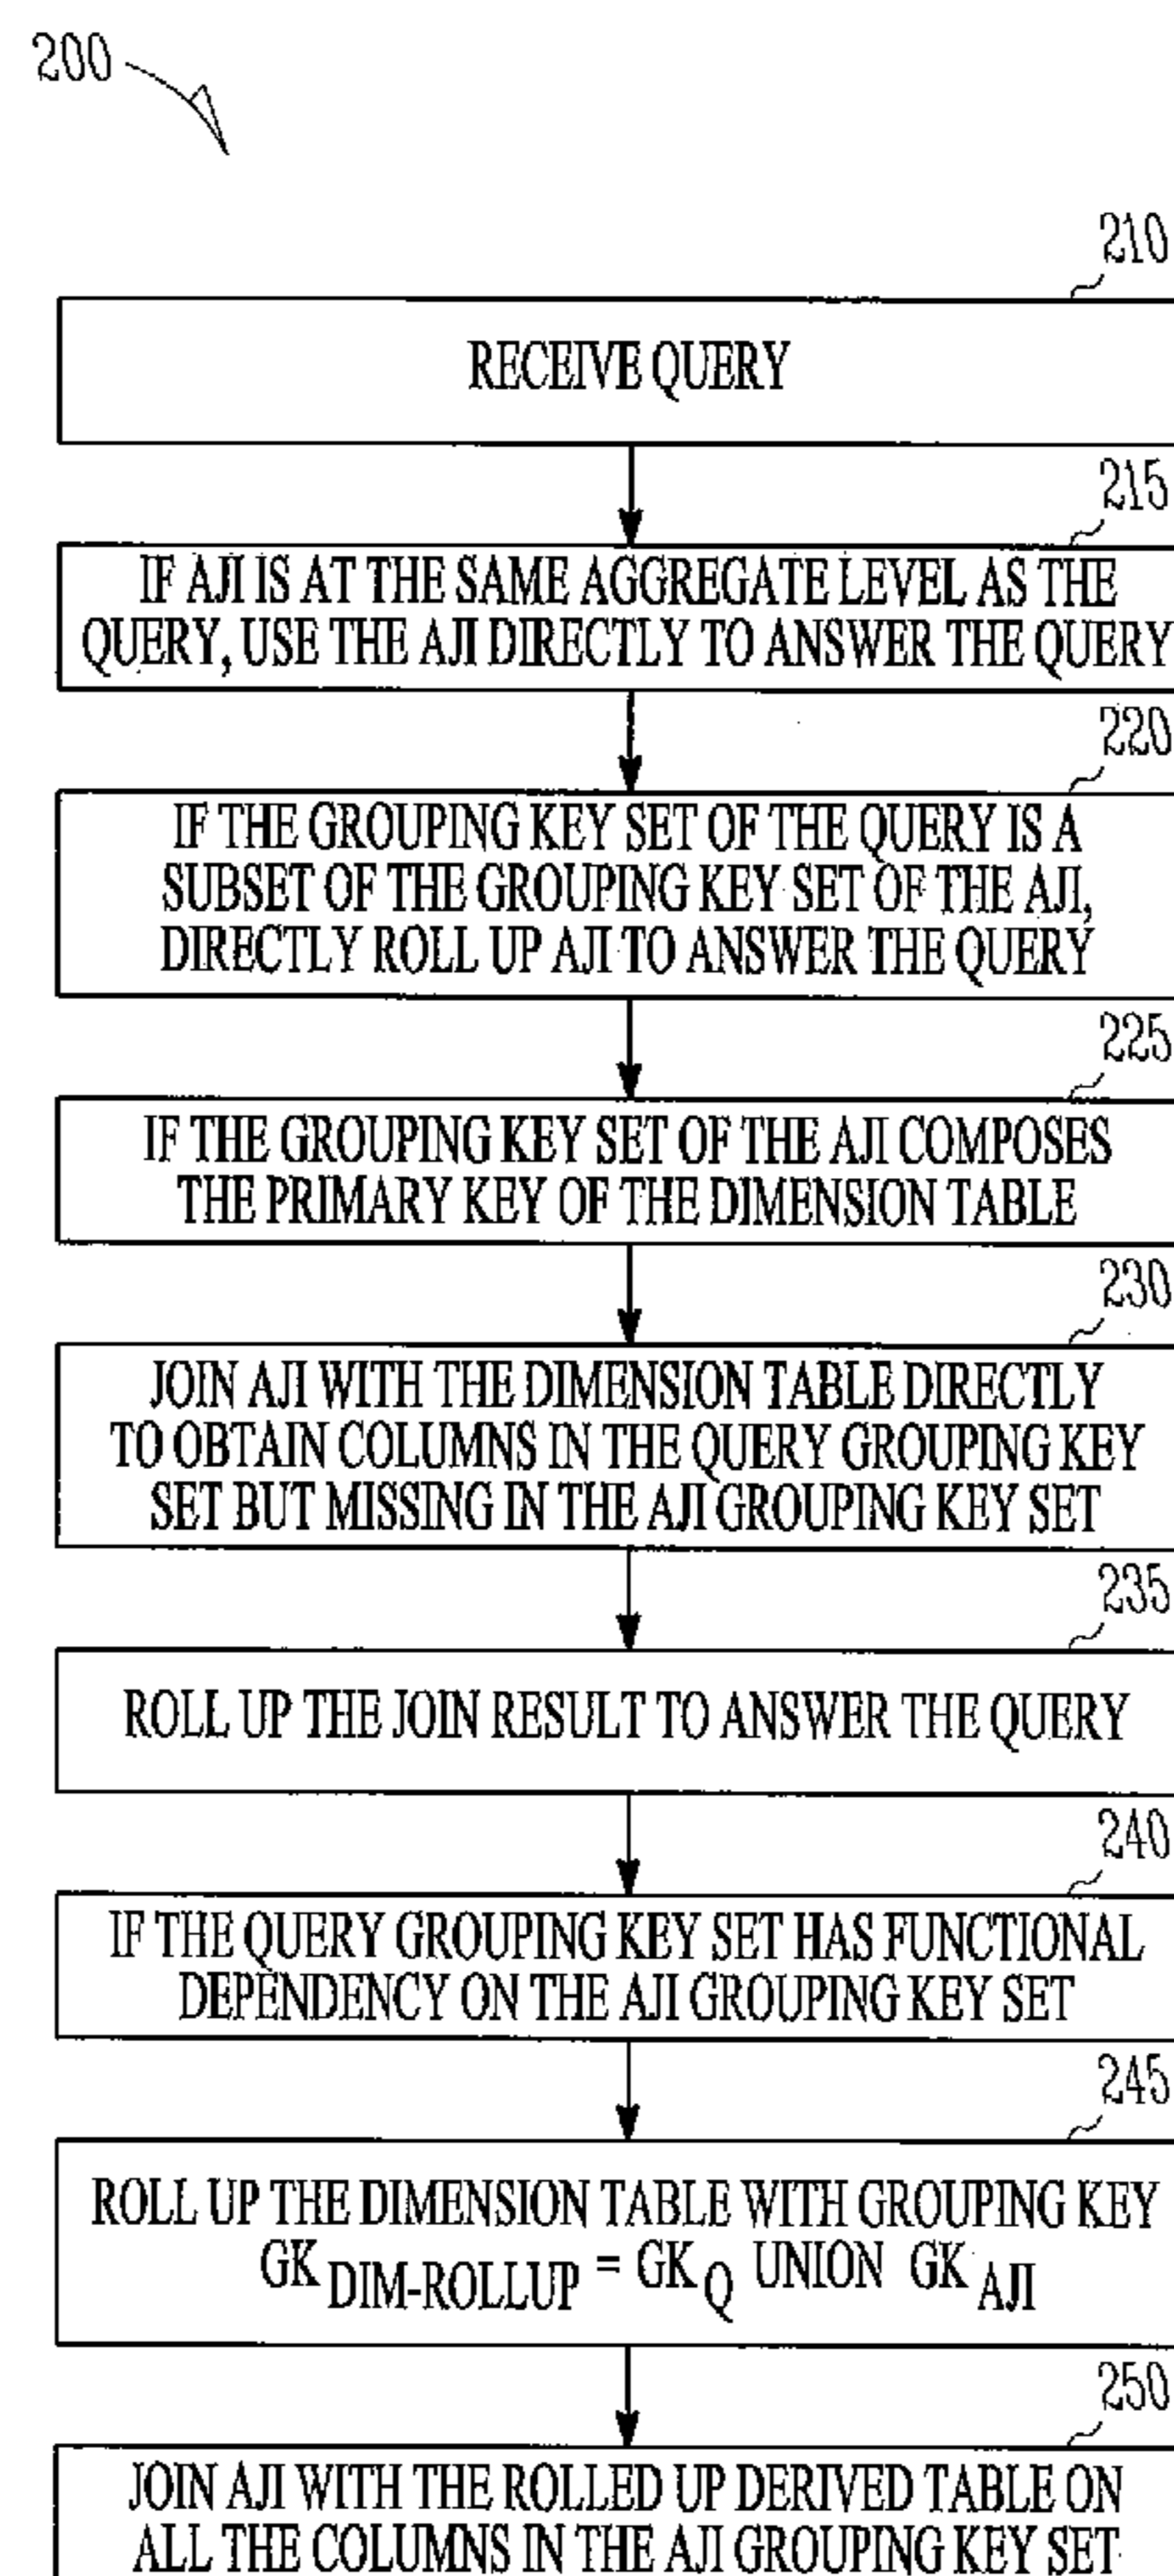 200
210
RECEIVE QUERY
215
IF AJI IS AT THE SAME AGGREGATE LEVEL AS THE
QUERY, USE THE AJI DIRECTLY TO ANSWER THE QUERY
220
IF THE GROUPING KEY SET OF THE QUERY IS A
SUBSET OF THE GROUPING KEY SET OF THE AJI,
DIRECTLY ROLL UP AJI TO ANSWER THE QUERY
225
IF THE GROUPING KEY SET OF THE AJI COMPOSES
THE PRIMARY KEY OF THE DIMENSION TABLE
230
JOIN AJI WITH THE DIMENSION TABLE DIRECTLY
TO OBTAIN COLUMNS IN THE QUERY GROUPING KEY
SET BUT MISSING IN THE AJI GROUPING KEY SET
235
ROLL UP THE JOIN RESULT TO ANSWER THE QUERY
240
IF THE QUERY GROUPING KEY SET HAS FUNCTIONAL
DEPENDENCY ON THE AJI GROUPING KEY SET
245
ROLL UP THE DIMENSION TABLE WITH GROUPING KEY
GK DIM-ROLLUP = GK Q UNION GK AJI
250
JOIN AJI WITH THE ROLLED UP DERIVED TABLE ON
ALL THE COLUMNS IN THE AJI GROUPING KEY SET